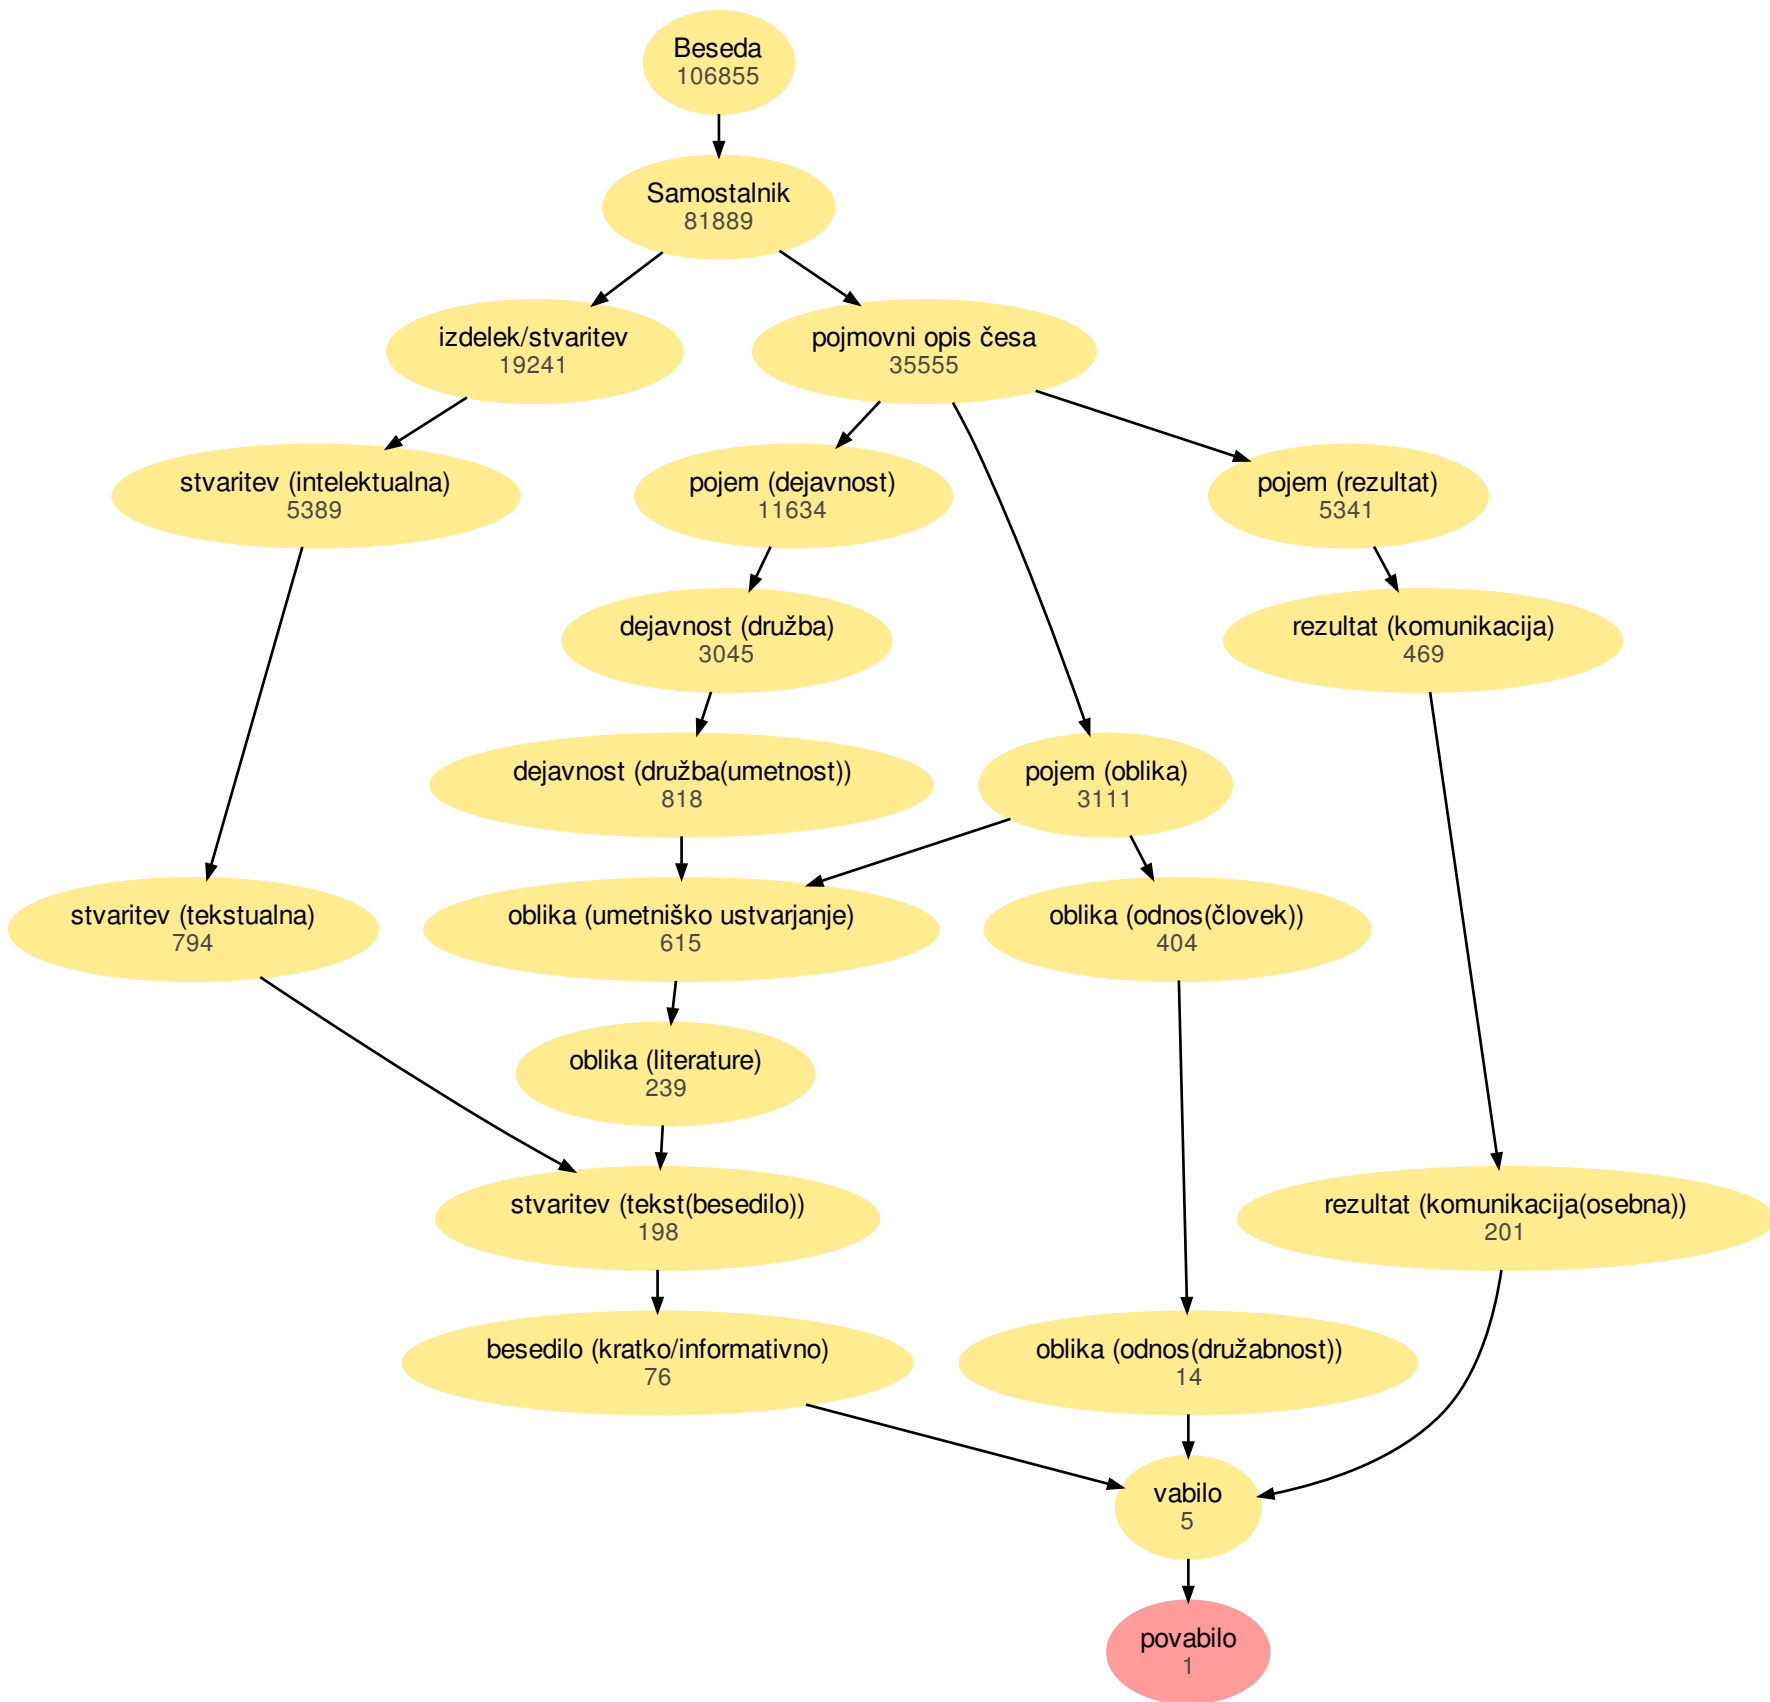 Beseda
106855
Samostalnik
81889
izdelek/stvaritev
19241
pojmovni opis česa
35555
stvaritev (intelektualna)
5389
pojem (dejavnost)
11634
pojem (rezultat)
5341
dejavnost (družba)
3045
rezultat (komunikacija)
469
dejavnost (družba(umetnost))
818
pojem (oblika)
3111
stvaritev (tekstualna)
794
oblika (umetniško ustvarjanje)
615
oblika (odnos(človek))
404
oblika (literature)
239
stvaritev (tekst(besedilo))
198
rezultat (komunikacija(osebna))
201
besedilo (kratko/informativno)
76
oblika (odnos(družabnost))
14
vabilo
5
povabilo
1